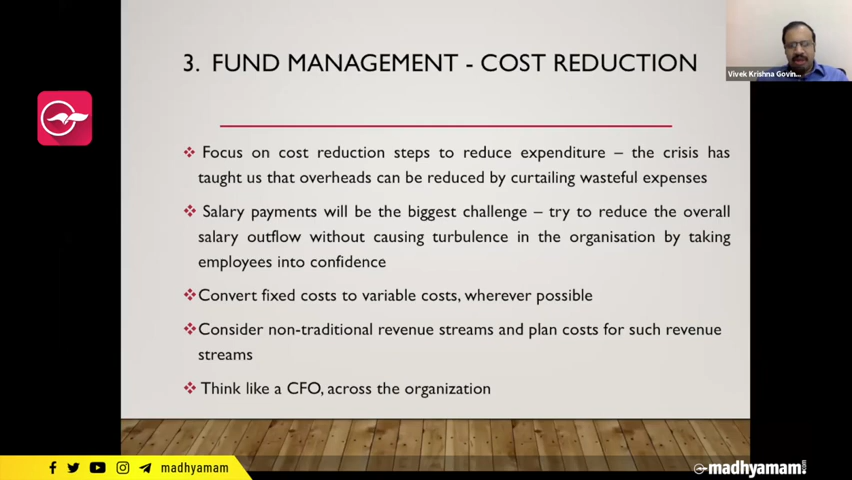 3. FUND MANAGEMENT - COST REDUCTION
Vivek Krishna Govin...
❖ Focus on cost reduction steps to reduce expenditure – the crisis has
taught us that overheads can be reduced by curtailing wasteful expenses
❖ Salary payments will be the biggest challenge – try to reduce the overall
salary outflow without causing turbulence in the organisation by taking
employees into confidence
❖ Convert fixed costs to variable costs, wherever possible
❖ Consider non-traditional revenue streams and plan costs for such revenue
streams
❖ Think like a CFO, across the organization
madhyamam
madhyamam.com